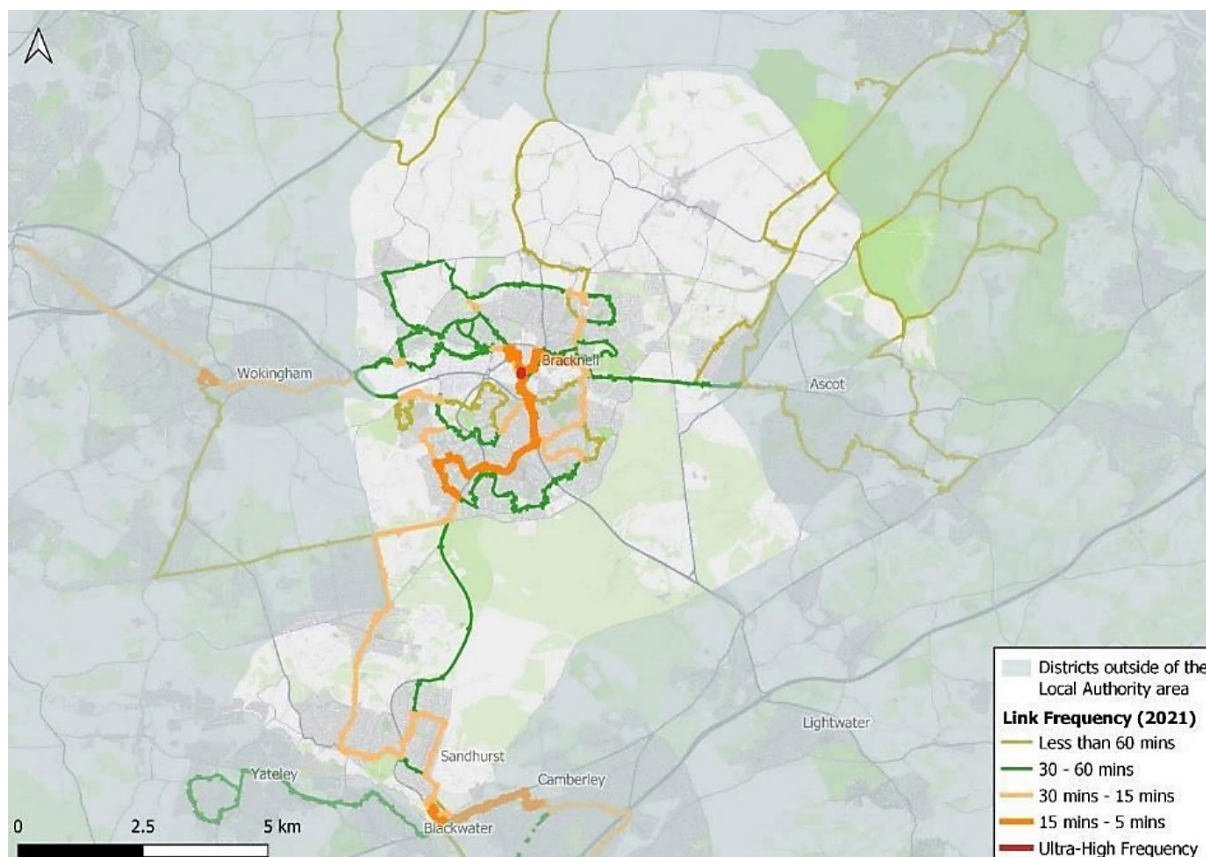 Bracknell
Wokingham
Ascot
Lightwater
Sandhurst
Camberley
Yateley
Blackwater
0 2.5 5 km
Districts outside of the
Local Authority area
Link Frequency (2021)
Less than 60 mins
30 - 60 mins
30 mins - 15 mins
15 mins - 5 mins
Ultra-High Frequency